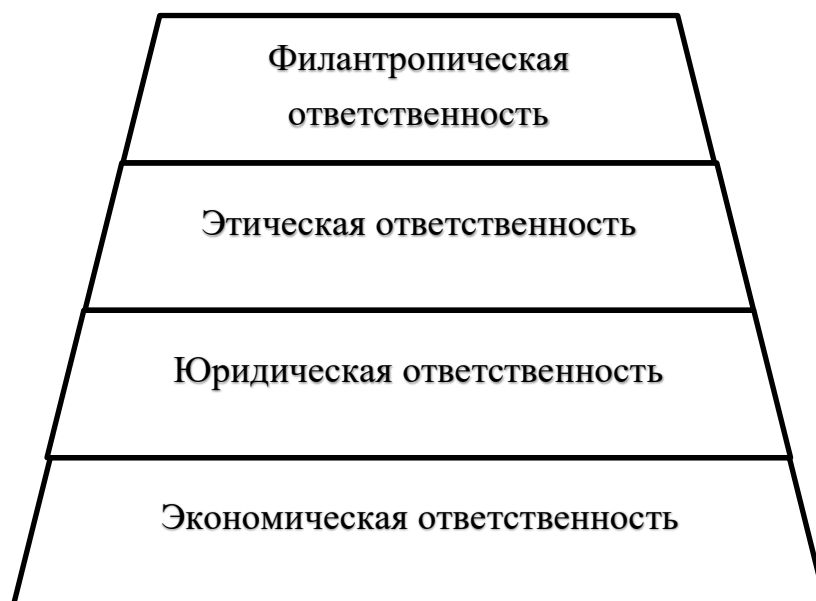 Филантропическая
ответственность
Этическая ответственность
Юридическая ответственность
Экономическая ответственность